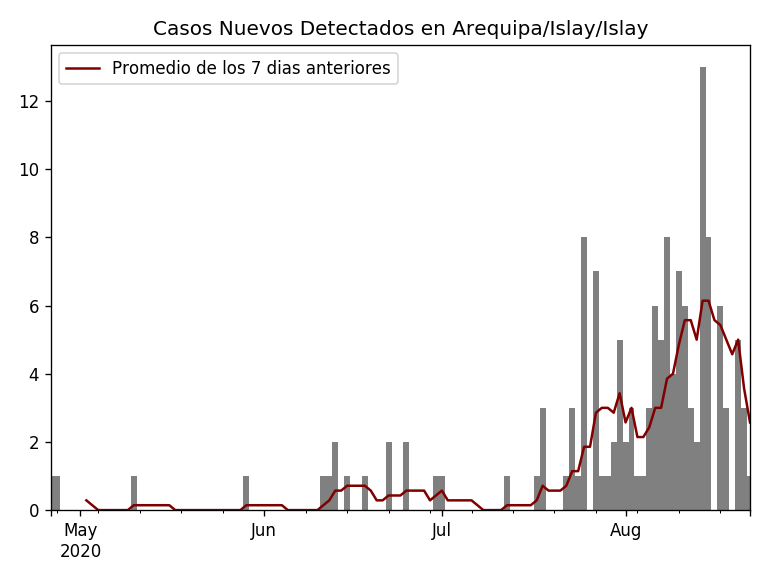 Casos Nuevos Detectados en Arequipa/Islay/Islay
Promedio de los 7 dias anteriores
12
10
8
6
4
2
0
May Jun Jul Aug
2020